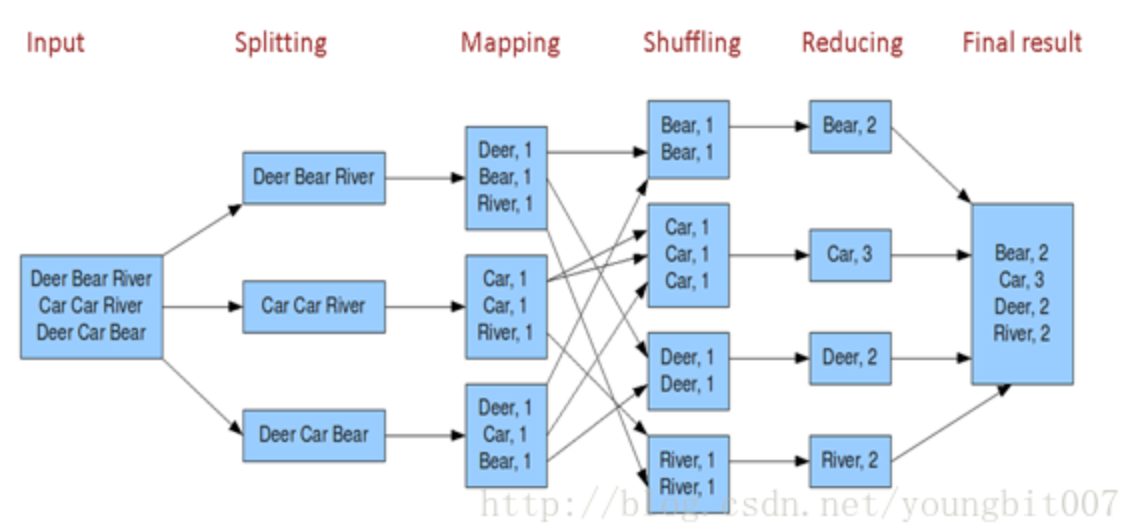 Input
Splitting
Mapping
Shuffling
Reducing
Final result
Deer Bear River
Car Car River
Deer Car Bear
Deer Bear River
Car Car River
Deer Car Bear
Deer, 1
Bear, 1
River, 1
Car, 1
Car, 1
River, 1
Deer, 1
Car, 1
Bear, 1
Bear, 1
Bear, 1
Car, 1
Car, 1
Car, 1
Deer, 1
Deer, 1
River, 1
River, 1
Bear, 2
Car, 3
Deer, 2
River, 2
Bear, 2
Car, 3
Deer, 2
River, 2
http://blog.csdn.net/youngbit007